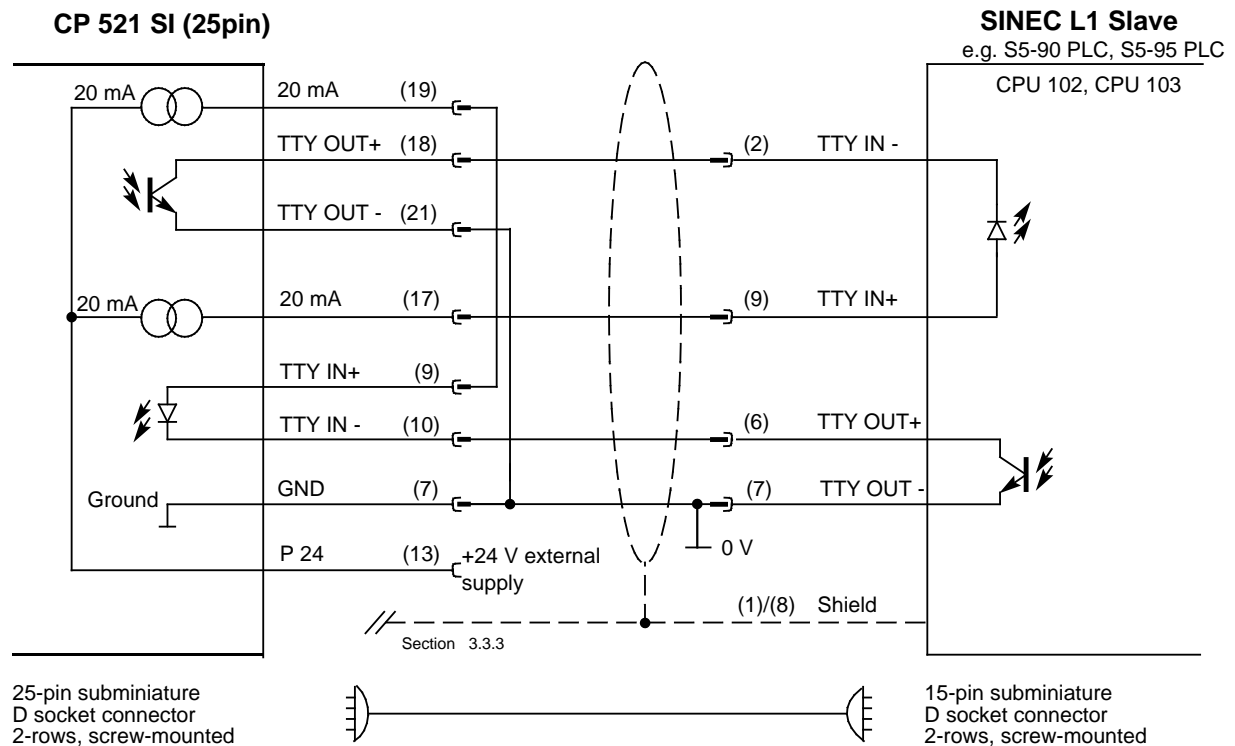 CP 521 SI (25pin)
SINEC L1 Slave
e.g. S5-90 PLC, S5-95 PLC
CPU 102, CPU 103
20 mA
20 mA (19)
TTY OUT+ (18)
(2) TTY IN -
TTY OUT - (21)
20 mA
20 mA (17)
(9) TTY IN+
TTY IN+ (9)
TTY IN - (10)
(6) TTY OUT+
Ground
GND (7)
(7) TTY OUT -
0 V
P 24 (13)
+24 V external
supply
(1)/(8) Shield
Section 3.3.3
25-pin subminiature
D socket connector
2-rows, screw-mounted
15-pin subminiature
D socket connector
2-rows, screw-mounted